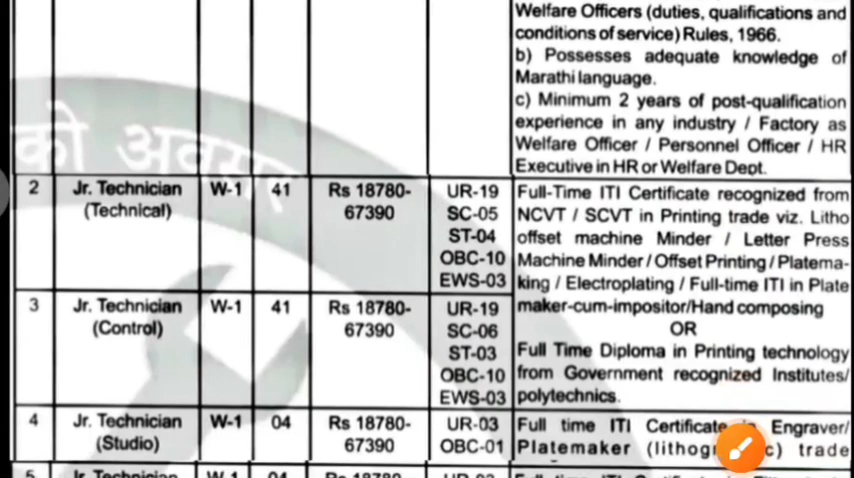 Welfare Officers (duties, qualifications and
conditions of service) Rules, 1966.
b) Possesses adequate knowledge of
Marathi language.
c) Minimum 2 years of post-qualification
experience in any industry / Factory as
Welfare Officer / Personnel Officer / HR
Executive in HR or Welfare Dept.
को अवसर
2 Jr. Technician W-1 41 Rs 18780- UR-19 Full-Time ITI Certificate recognized from
(Technical) 67390 SC-05 NCVT / SCVT in Printing trade viz. Litho
ST-04 offset machine Minder / Letter Press
OBC-10 Machine Minder / Offset Printing / Platema-
EWS-03 king / Electroplating / Full-time ITI in Plate
3 Jr. Technician W-1 41 Rs 18780- UR-19 maker-cum-impositor/Hand composing
(Control) 67390 SC-06 OR
ST-03 Full Time Diploma in Printing technology
OBC-10 from Government recognized Institutes/
EWS-03 polytechnics.
4 Jr. Technician W-1 04 Rs 18780- UR-03 Full time ITI Certificate Engraver/
(Studio) 67390 OBC-01 Platemaker trade
5 Jr. Technician W-1 04